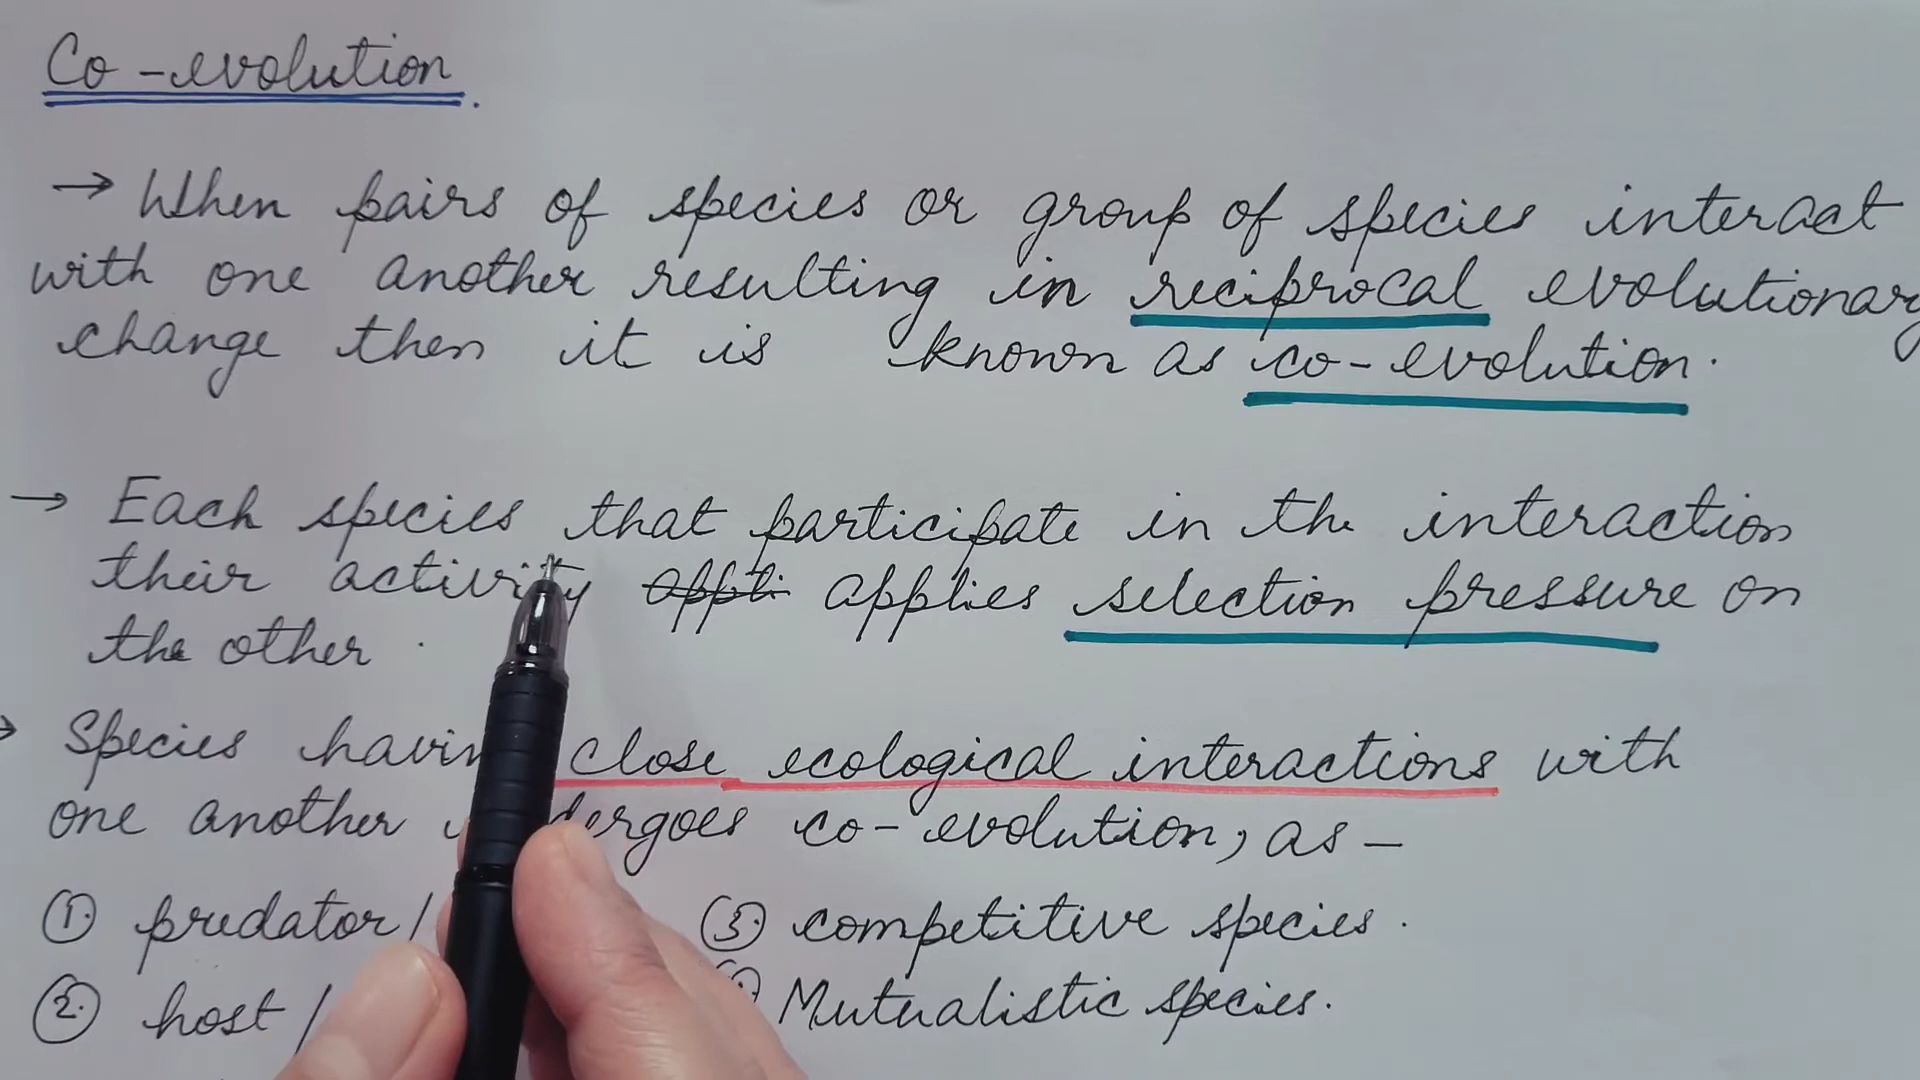 Co-evolution.
→ When pairs of species or group of species interact
with one another resulting in reciprocal evolutionary
change then it is known as co-evolution.
→ Each species that participate in the interaction
their activity appli applies selection pressure on
the other.
→ Species having close ecological interactions with
one another undergoes co-evolution, as -
① predator/
② host/
③ competitive species.
Mutualistic species.